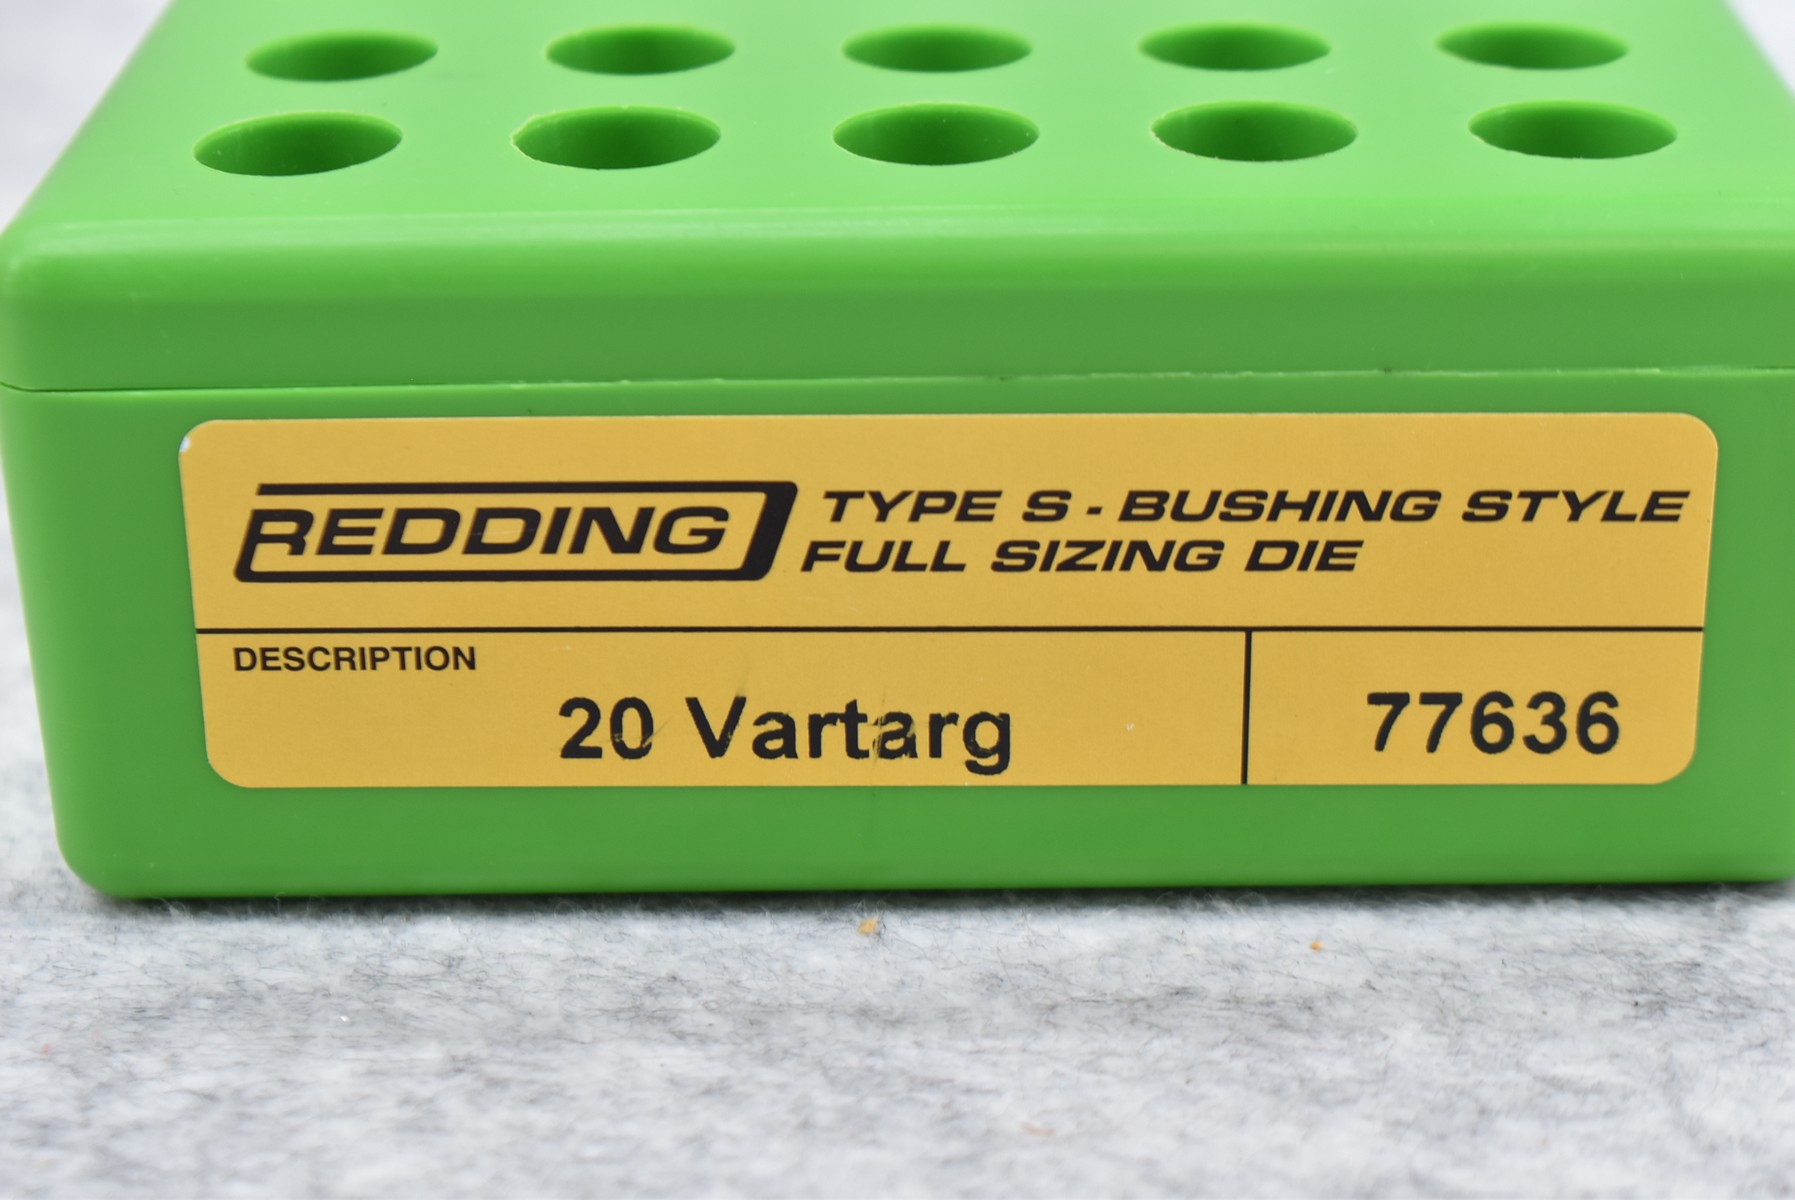 REDDING
TYPE S - BUSHING STYLE
FULL SIZING DIE
DESCRIPTION
20 Vartarg
77636